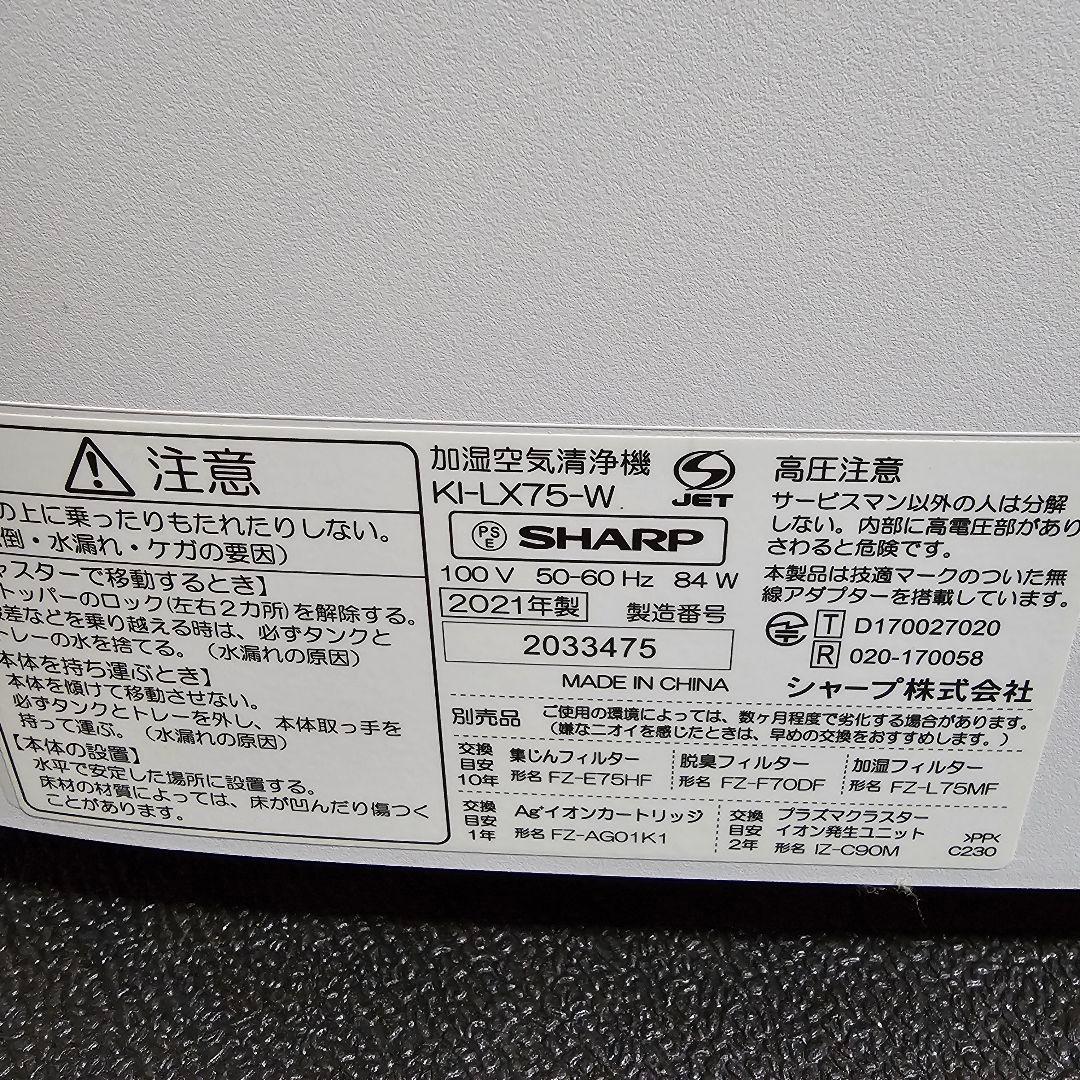 注意
の上に乗ったりもたれたりしない。
倒・水漏れ・ケガの要因）
ャスターで移動するとき】
トッパーのロック(左右2カ所)を解除する。
差などを乗り越える時は、必ずタンクと
トレーの水を捨てる。（水漏れの原因）
本体を持ち運ぶとき】
本体を傾けて移動させない。
必ずタンクとトレーを外し、本体取っ手を
持って運ぶ。（水漏れの原因）
【本体の設置】
水平で安定した場所に設置する。
床材の材質によっては、床が凹んだり傷つく
ことがあります。
加湿空気清浄機
KI-LX75-W
JET
PSE SHARP
100 V 50-60 Hz 84 W
2021年製 製造番号
2033475
MADE IN CHINA
高圧注意
サービスマン以外の人は分解
しない。内部に高電圧部があり
さわると危険です。
本製品は技適マークのついた無
線アダプターを搭載しています。
T D170027020
R 020-170058
シャープ株式会社
別売品 ご使用の環境によっては、数ヶ月程度で劣化する場合があります。
（嫌なニオイを感じたときは、早めの交換をおすすめします。）
交換目安10年 集じんフィルター 形名 FZ-E75HF
脱臭フィルター 形名 FZ-F70DF
加湿フィルター 形名 FZ-L75MF
交換目安1年 Ag⁺イオンカートリッジ 形名 FZ-AG01K1
交換目安2年 プラズマクラスターイオン発生ユニット 形名 IZ-C90M
>PP<
C230